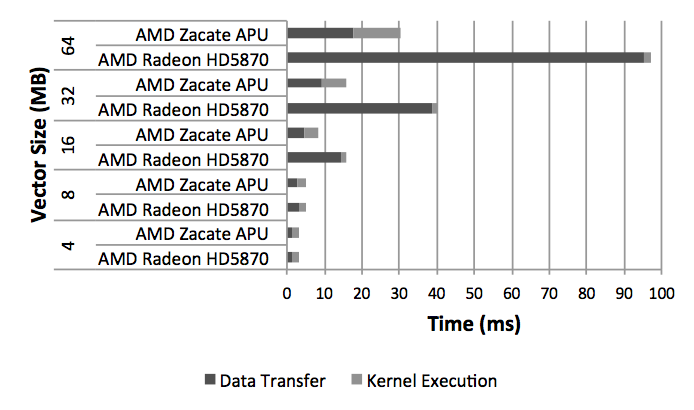 Vector Size (MB)
64
AMD Zacate APU
AMD Radeon HD5870
32
AMD Zacate APU
AMD Radeon HD5870
16
AMD Zacate APU
AMD Radeon HD5870
8
AMD Zacate APU
AMD Radeon HD5870
4
AMD Zacate APU
AMD Radeon HD5870
0 10 20 30 40 50 60 70 80 90 100
Time (ms)
Data Transfer Kernel Execution